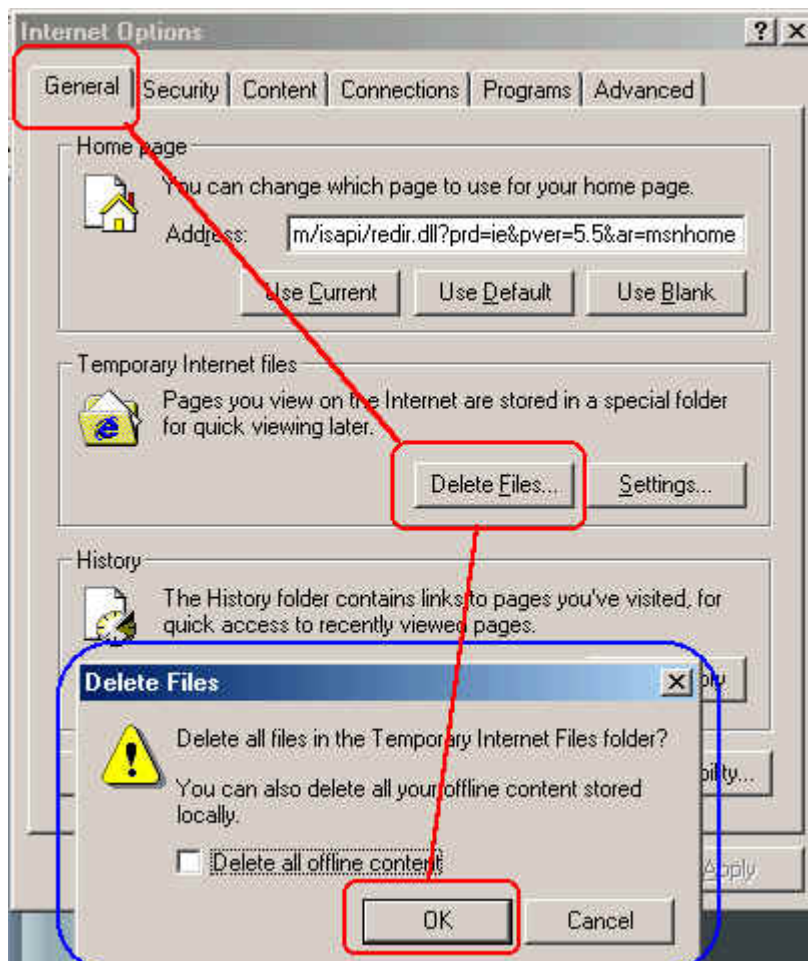 Internet Options
General Security Content Connections Programs Advanced
Home page
You can change which page to use for your home page.
Address: m/isapi/redir.dll?prd=ie&pver=5.5&ar=msnhome
Use Current Use Default Use Blank
Temporary Internet files
Pages you view on the Internet are stored in a special folder
for quick viewing later.
Delete Files... Settings...
History
The History folder contains links to pages you've visited, for
quick access to recently viewed pages.
Delete Files
Delete all files in the Temporary Internet Files folder?
You can also delete all your offline content stored
locally.
Delete all offline content
Apply
OK Cancel